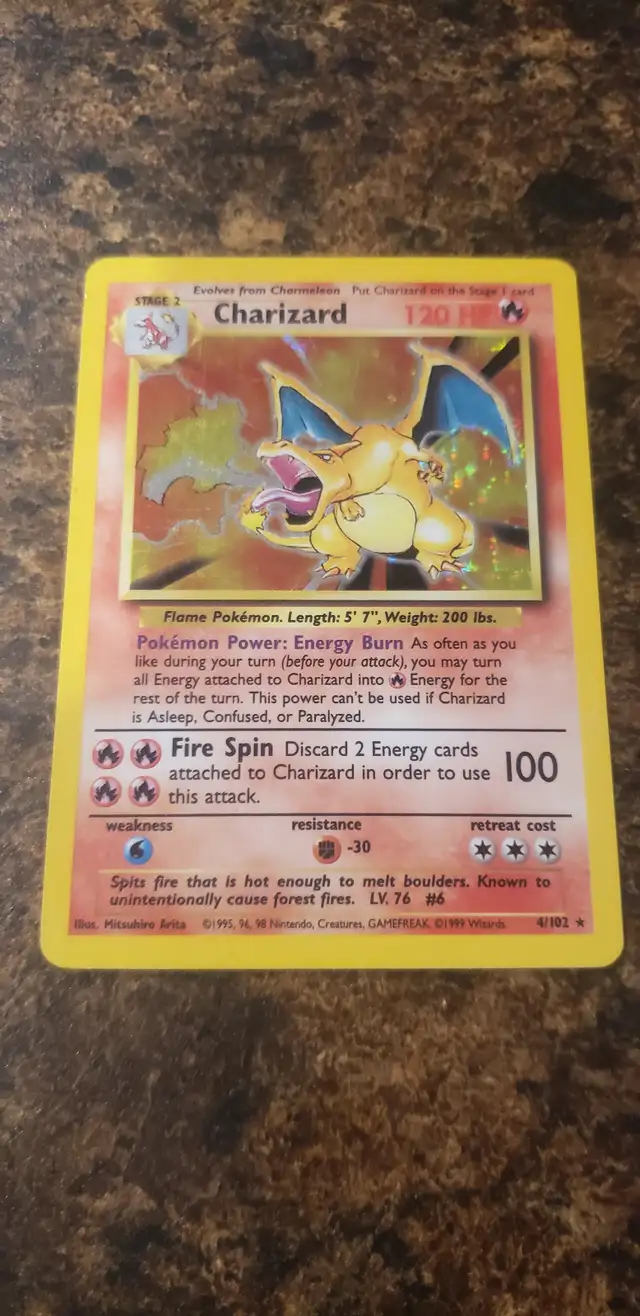 Evolves from Charmeleon Put Charizard on the Stage 1 card
STAGE 2
Charizard 120 HP
Flame Pokémon. Length: 5' 7", Weight: 200 lbs.
Pokémon Power: Energy Burn As often as you
like during your turn (before your attack), you may turn
all Energy attached to Charizard into Energy for the
rest of the turn. This power can't be used if Charizard
is Asleep, Confused, or Paralyzed.
Fire Spin Discard 2 Energy cards
attached to Charizard in order to use 100
this attack.
weakness resistance retreat cost
-30
Spits fire that is hot enough to melt boulders. Known to
unintentionally cause forest fires. LV. 76 #6
Illus. Mitsuhiro Arita ©1995, 96, 98 Nintendo, Creatures, GAMEFREAK. ©1999 Wizards. 4/102 ★